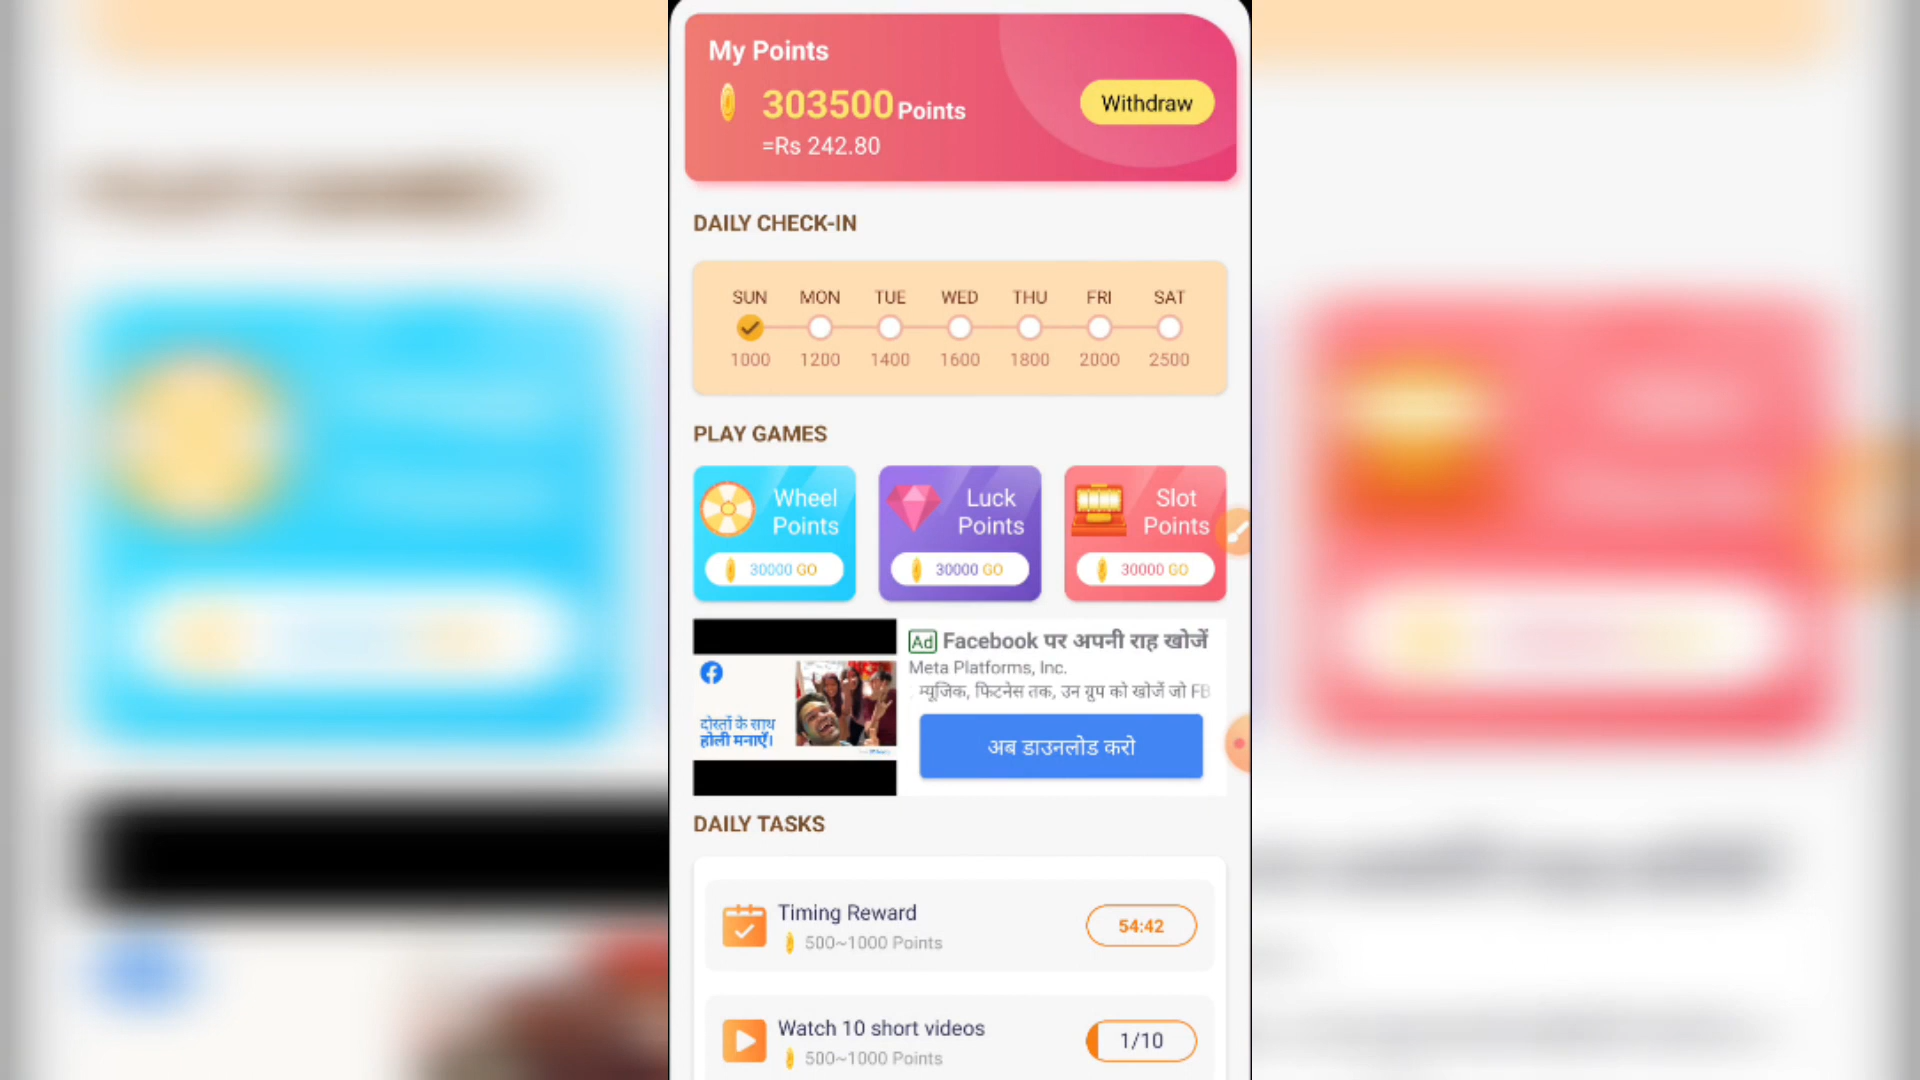 My Points
303500 Points
Withdraw
=Rs 242.80
DAILY CHECK-IN
SUN MON TUE WED THU FRI SAT
1000 1200 1400 1600 1800 2000 2500
PLAY GAMES
Wheel Points
30000 GO
Luck Points
30000 GO
Slot Points
30000 GO
Ad Facebook पर अपनी राह खोजें
Meta Platforms, Inc.
म्यूजिक, फिटनेस तक, उन ग्रुप को खोजें जो FB
दोस्तों के साथ
होली मनाएँ।
अब डाउनलोड करो
DAILY TASKS
Timing Reward
500~1000 Points
54:42
Watch 10 short videos
500~1000 Points
1/10